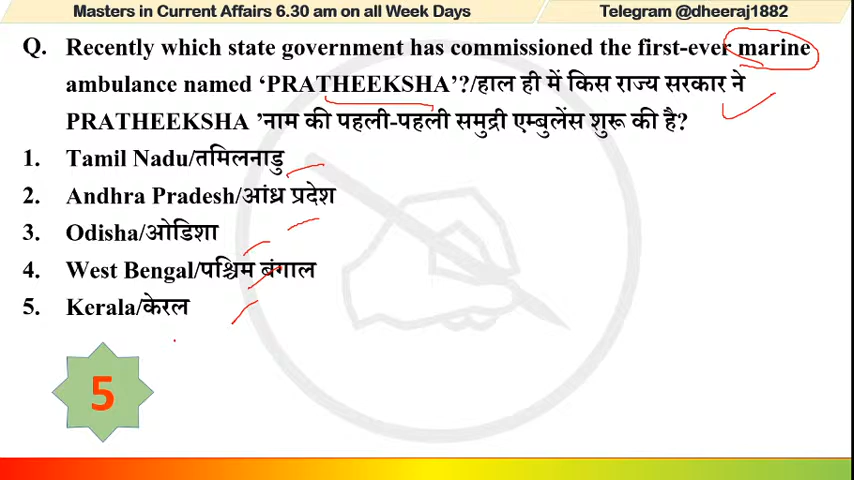 Masters in Current Affairs 6.30 am on all Week Days
Telegram @dheeraj1882
Q. Recently which state government has commissioned the first-ever marine
ambulance named ‘PRATHEEKSHA’?/हाल ही में किस राज्य सरकार ने
PRATHEEKSHA ’नाम की पहली-पहली समुद्री एम्बुलेंस शुरू की है?
1. Tamil Nadu/तमिलनाडु
2. Andhra Pradesh/आंध्र प्रदेश
3. Odisha/ओडिशा
4. West Bengal/पश्चिम बंगाल
5. Kerala/केरल
5